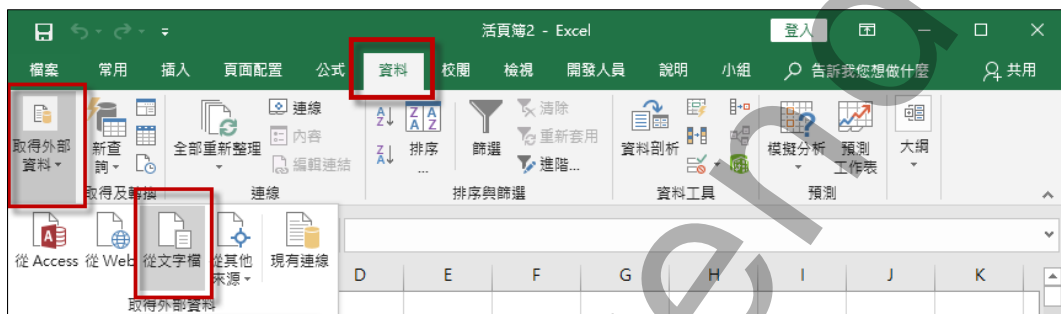 活頁簿2 - Excel 登入
檔案 常用 插入 頁面配置 公式 資料 校閱 檢視 開發人員 說明 小組 告訴我您想做什麼 共用
取得外部資料 新查詢 全部重新整理 連線 內容 編輯連結 排序... 篩選 清除 重新套用 進階... 資料剖析 模擬分析 預測工作表 大綱
取得及轉換 連線 排序與篩選 資料工具 預測
從 Access 從 Web 從文字檔 從其他來源 現有連線
取得外部資料
D E F G H I J K